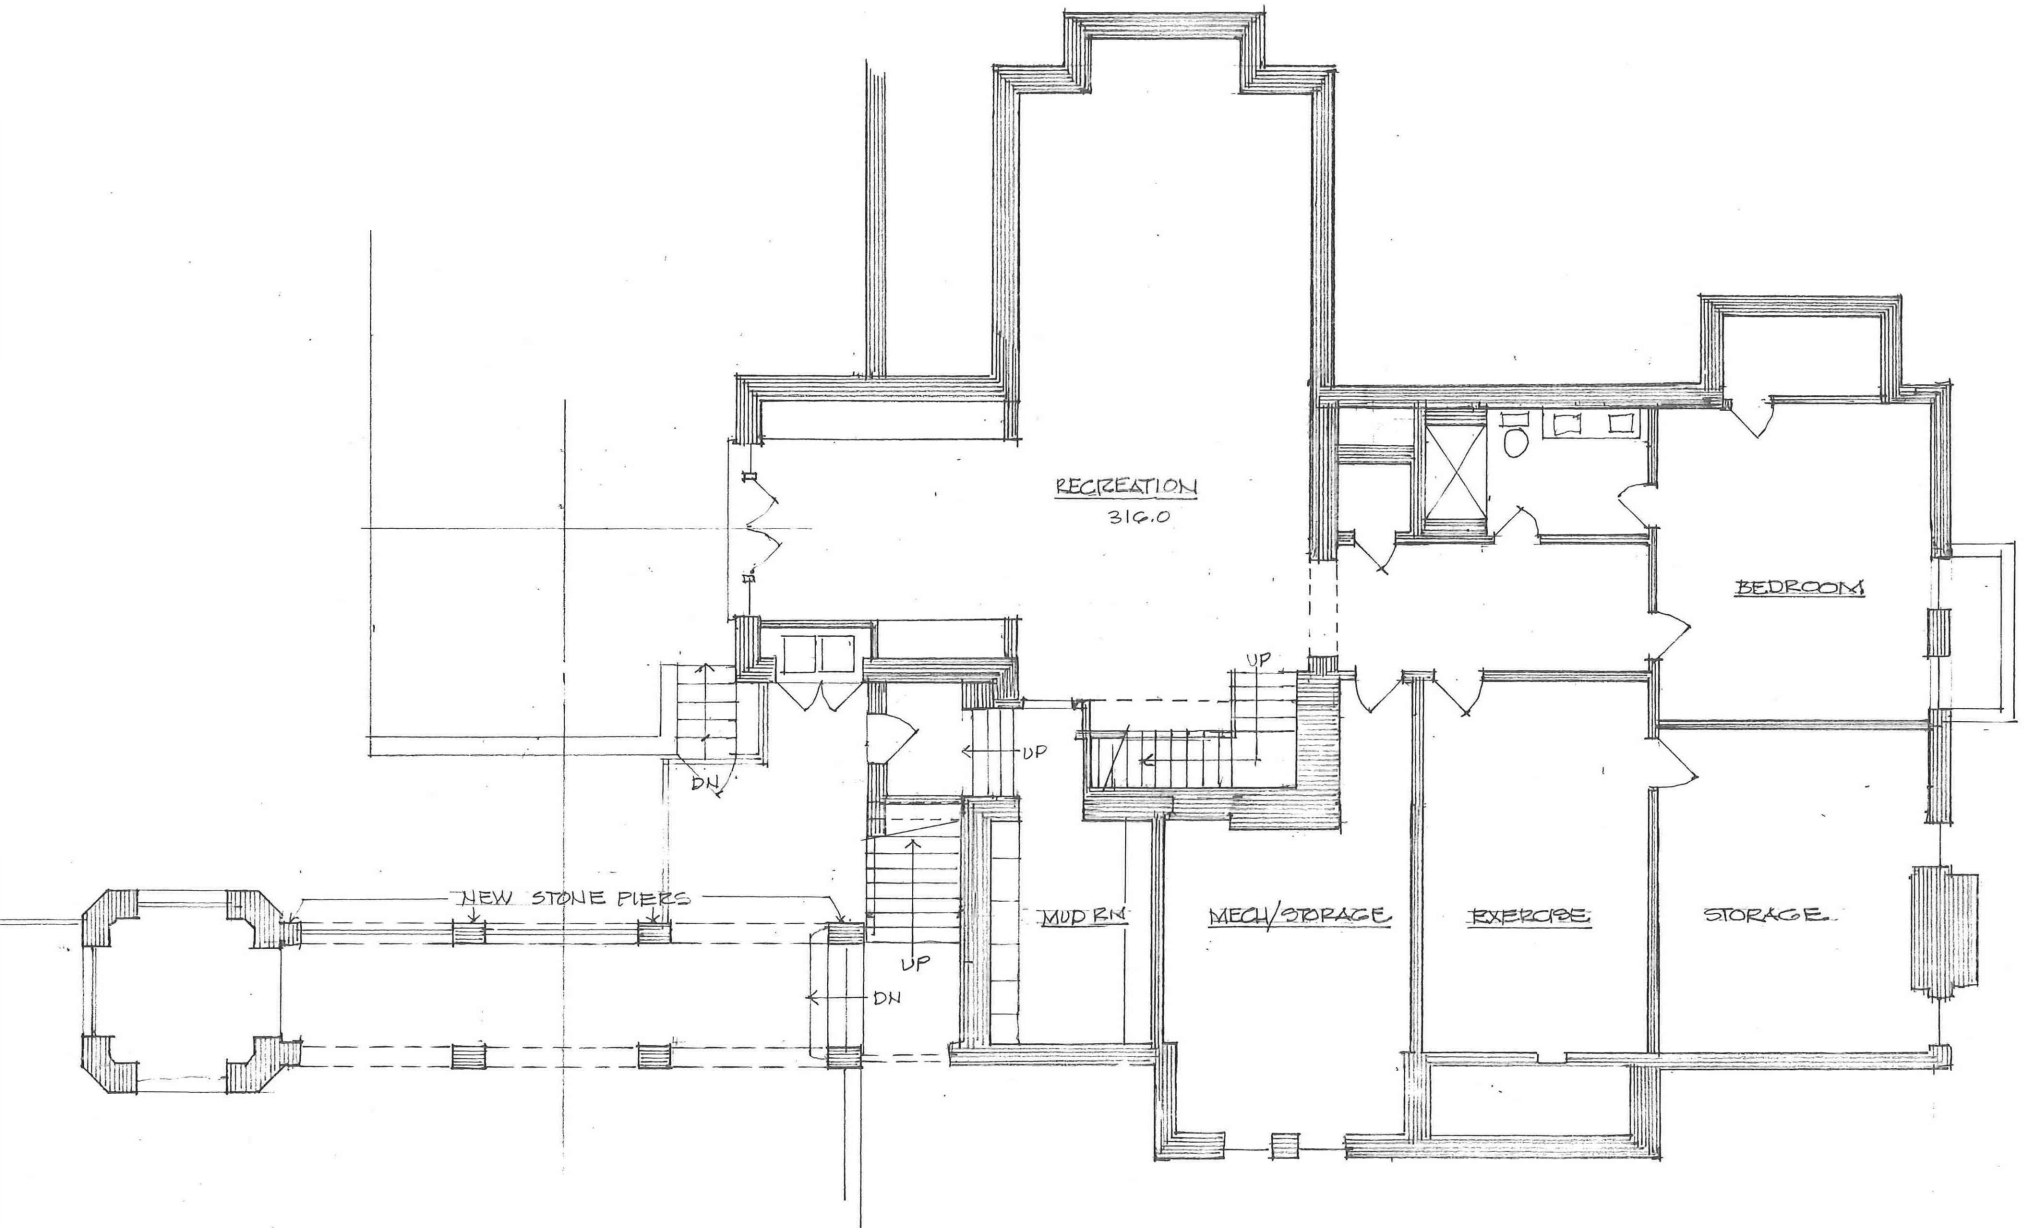 RECREATION
316.0
BEDROOM
UP
UP
DN
NEW STONE PIERS
MUD RM
MECH/STORAGE
EXERCISE
STORAGE
UP
DN